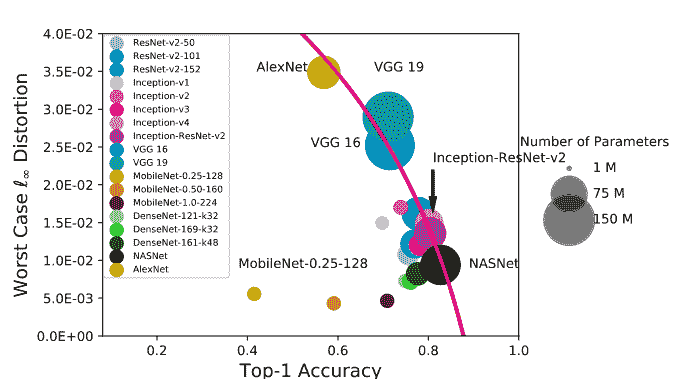 4.0E-02
3.5E-02
3.0E-02
2.5E-02
2.0E-02
1.5E-02
1.0E-02
5.0E-03
0.0E+00
Worst Case ℓ∞ Distortion
ResNet-v2-50
ResNet-v2-101
ResNet-v2-152
Inception-v1
Inception-v2
Inception-v3
Inception-v4
Inception-ResNet-v2
VGG 16
VGG 19
MobileNet-0.25-128
MobileNet-0.50-160
MobileNet-1.0-224
DenseNet-121-k32
DenseNet-169-k32
DenseNet-161-k48
NASNet
AlexNet
AlexNet
VGG 19
VGG 16
Inception-ResNet-v2
MobileNet-0.25-128
NASNet
Number of Parameters
1 M
75 M
150 M
0.2
0.4
0.6
0.8
1.0
Top-1 Accuracy